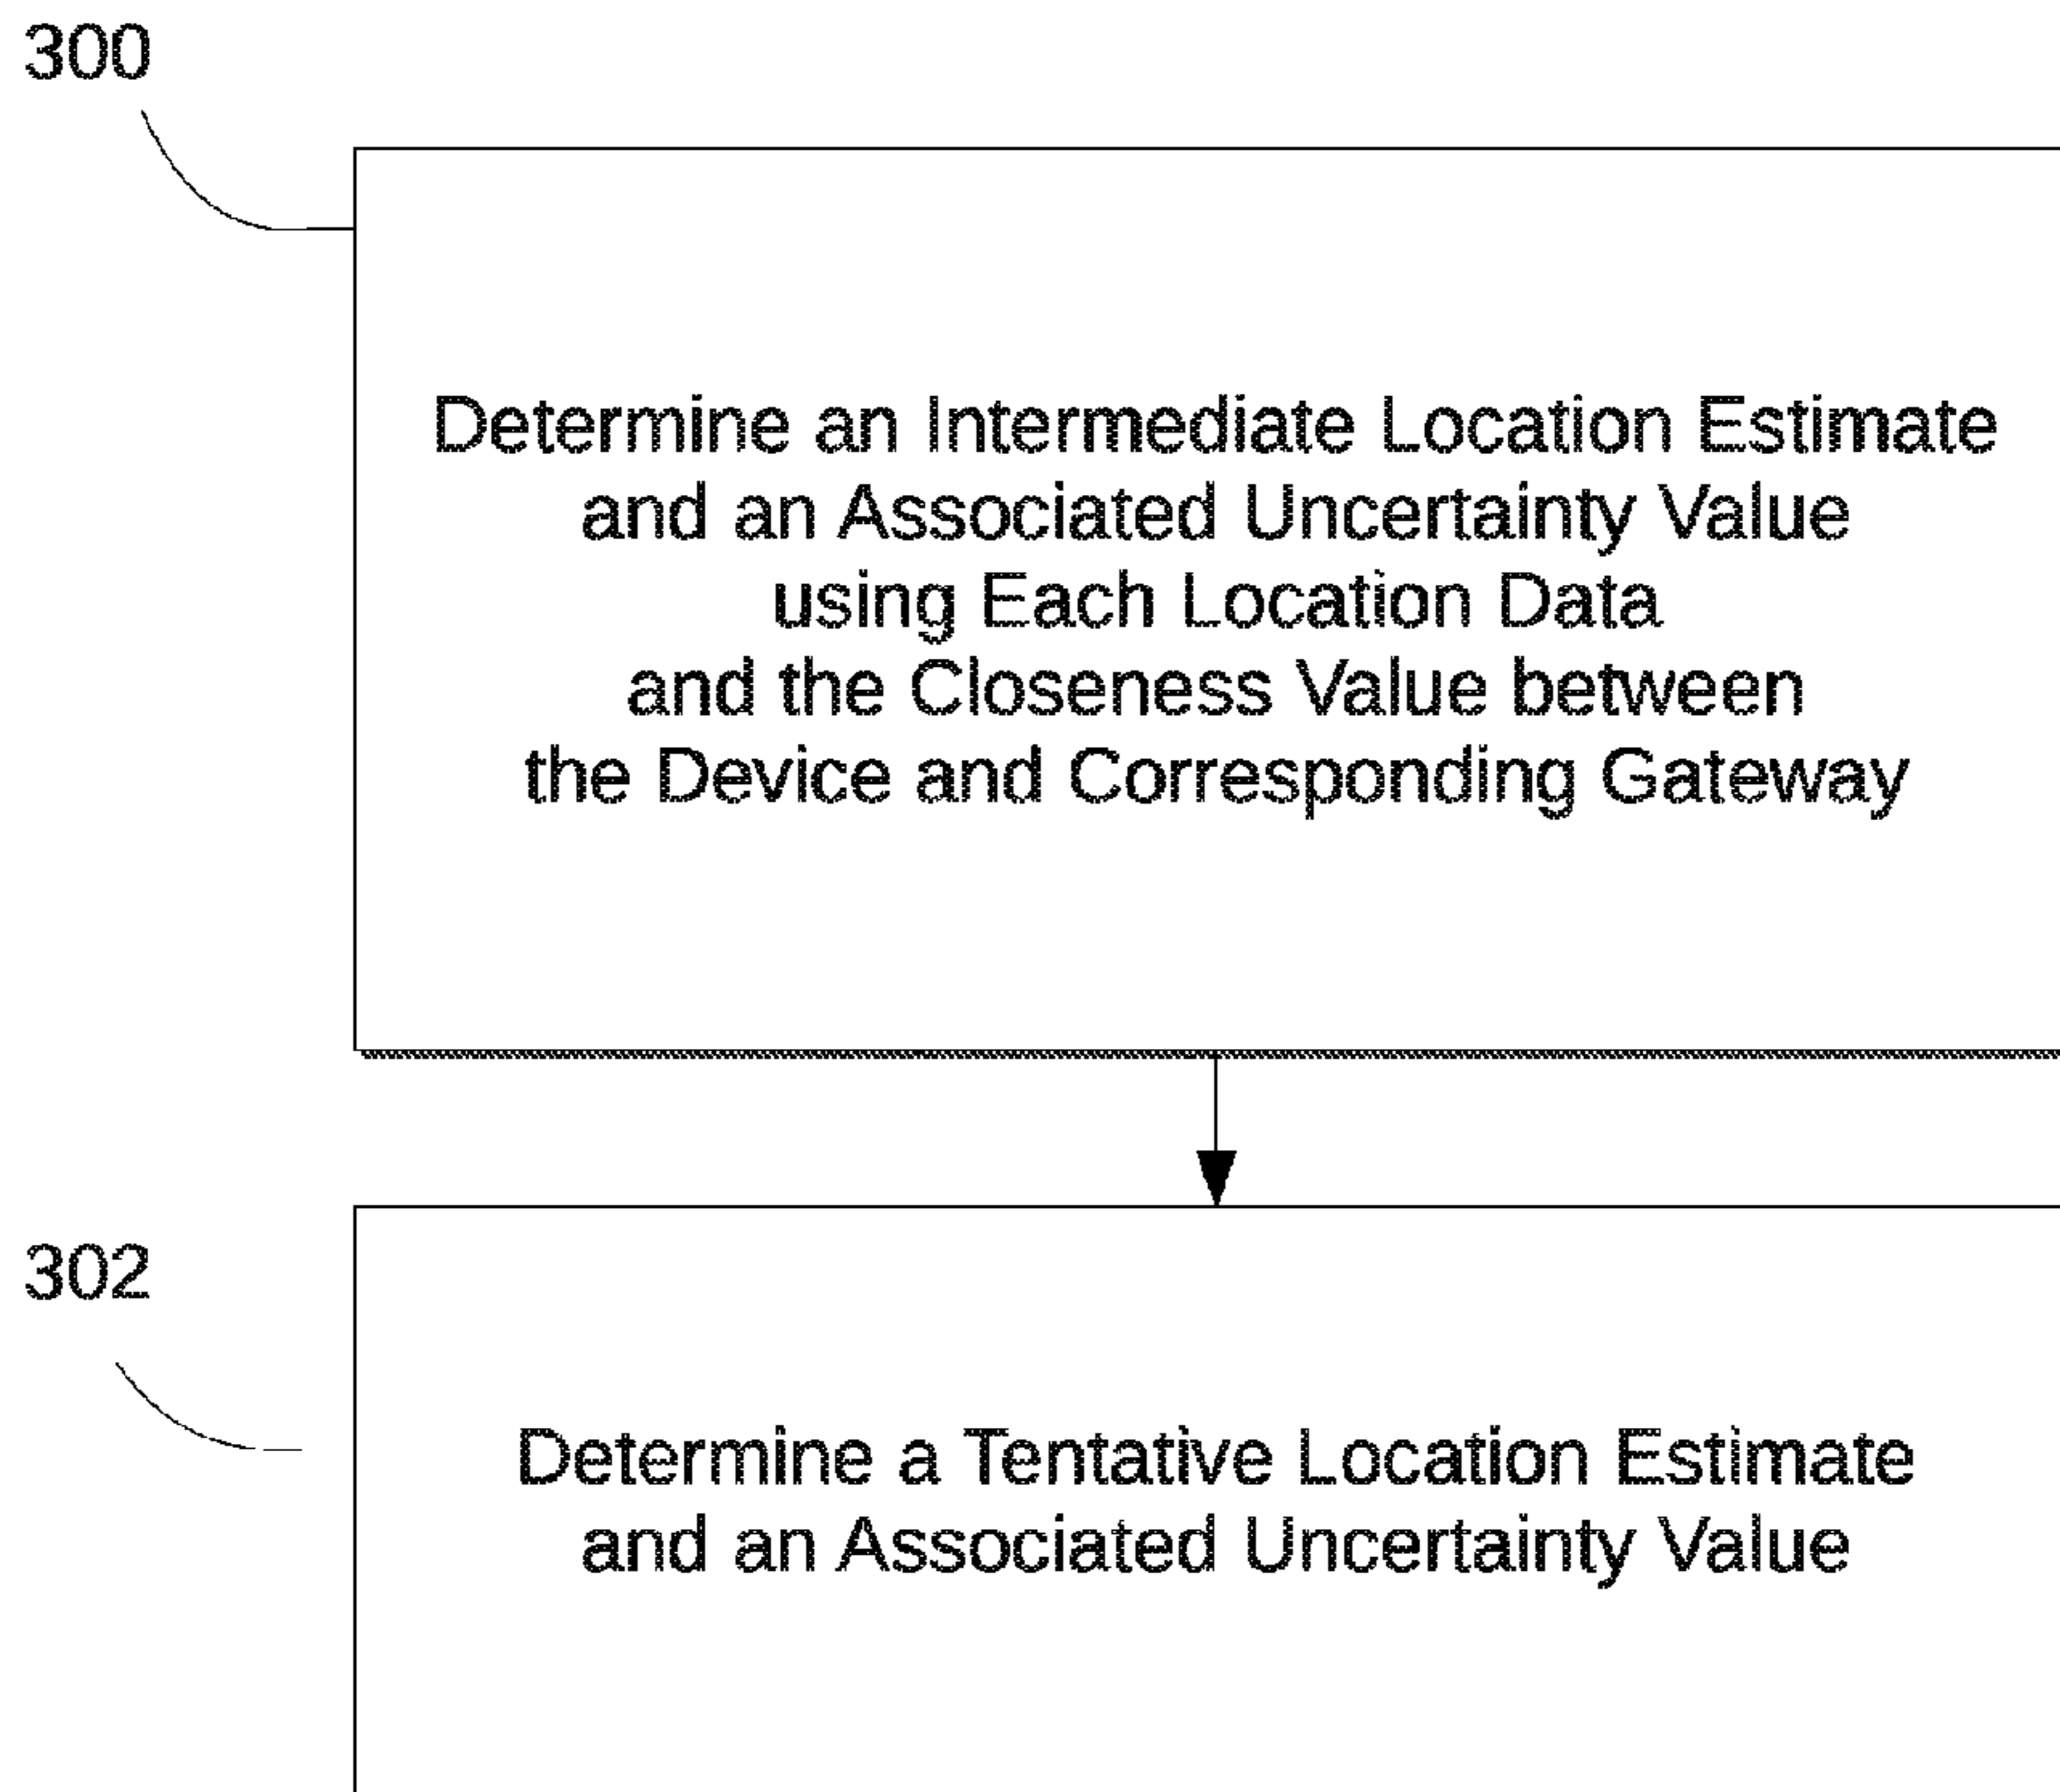 300
Determine an Intermediate Location Estimate
and an Associated Uncertainty Value
using Each Location Data
and the Closeness Value between
the Device and Corresponding Gateway
302
Determine a Tentative Location Estimate
and an Associated Uncertainty Value